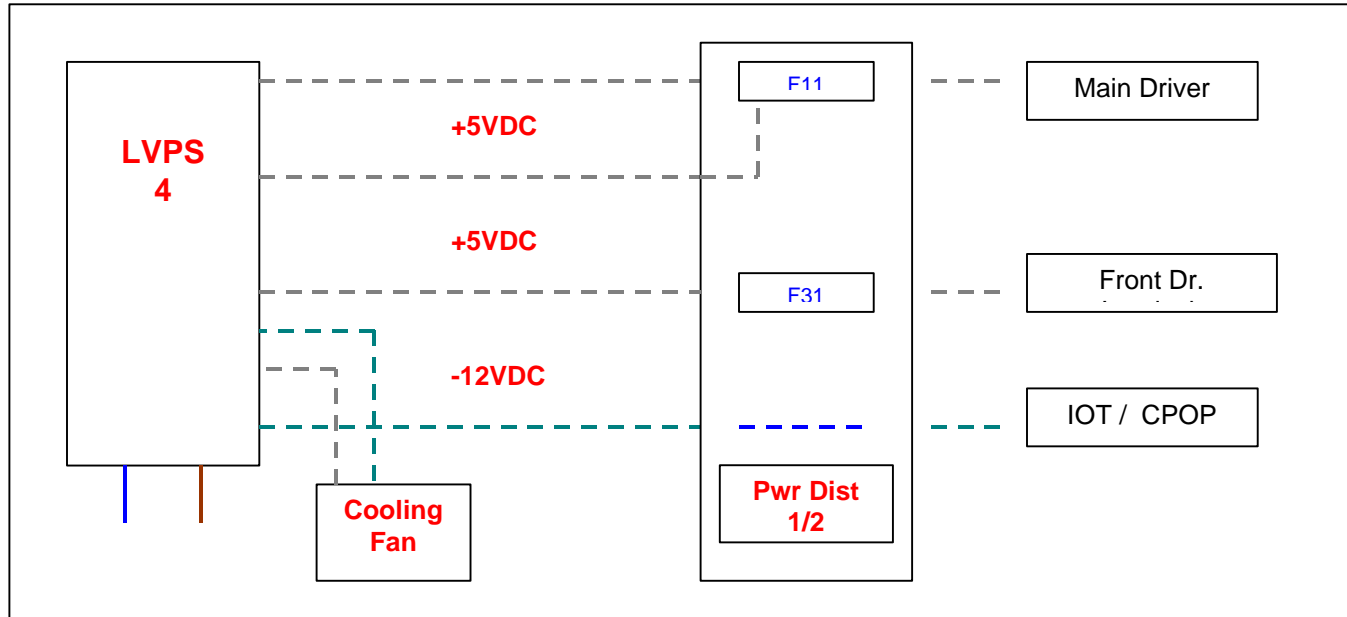 LVPS
4
+5VDC
+5VDC
-12VDC
Cooling
Fan
F11
F31
Pwr Dist
1/2
Main Driver
Front Dr.
IOT / CPOP